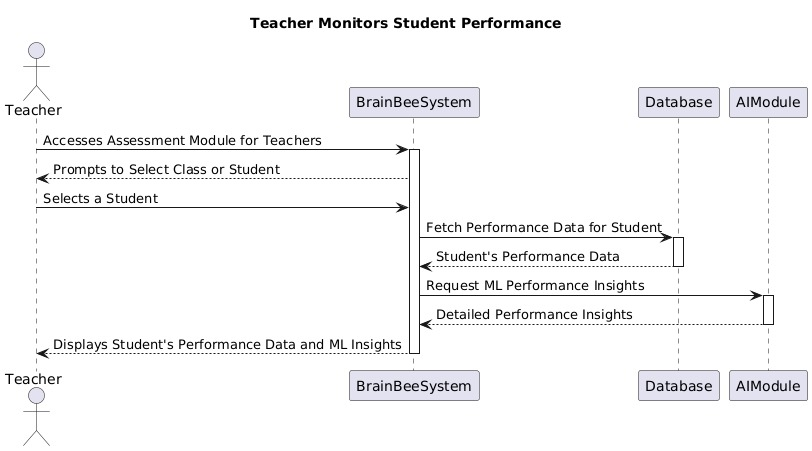 Teacher Monitors Student Performance
Teacher
BrainBeeSystem
Database
AIModule
Accesses Assessment Module for Teachers
Prompts to Select Class or Student
Selects a Student
Fetch Performance Data for Student
Student's Performance Data
Request ML Performance Insights
Detailed Performance Insights
Displays Student's Performance Data and ML Insights
Teacher
BrainBeeSystem
Database
AIModule